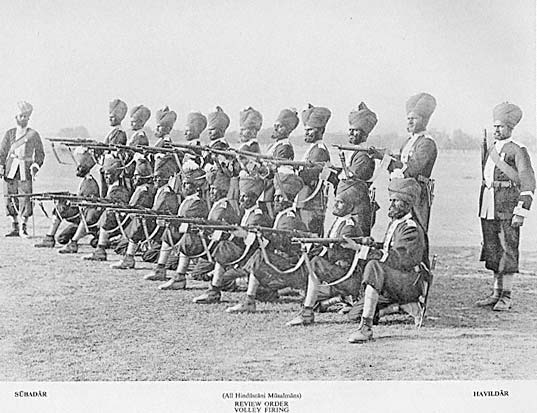 SŪBADĀR
(All Hindūstāni Mūsalmāns)
REVIEW ORDER
VOLLEY FIRING
HAVILDĀR